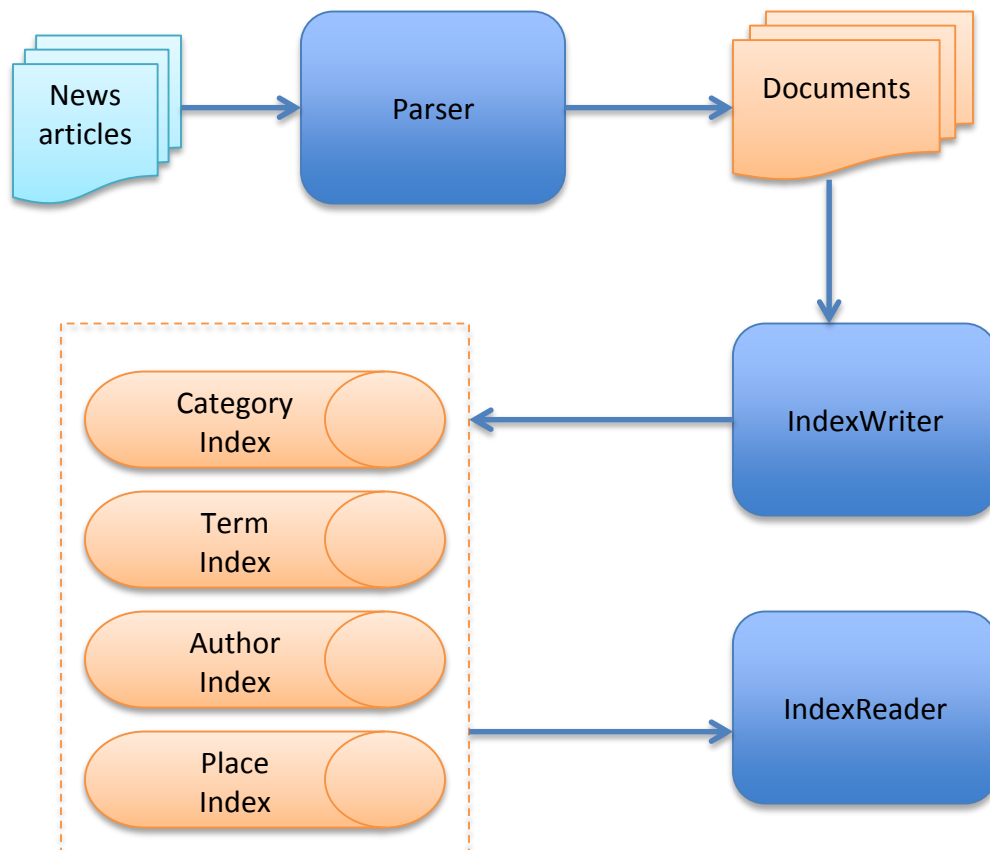 News
articles
Parser
Documents
Category
Index
IndexWriter
Term
Index
Author
Index
IndexReader
Place
Index